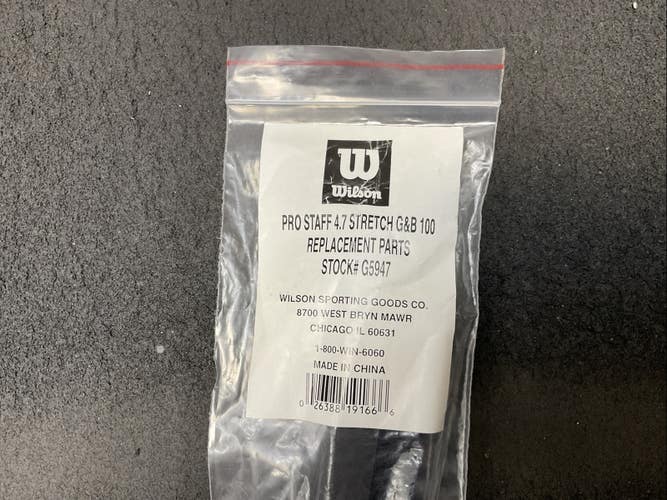 W
Wilson
PRO STAFF 4.7 STRETCH G&B 100
REPLACEMENT PARTS
STOCK# G5947
WILSON SPORTING GOODS CO.
8700 WEST BRYN MAWR
CHICAGO IL 60631
1-800-WIN-6060
MADE IN CHINA
0 26388 19166 6